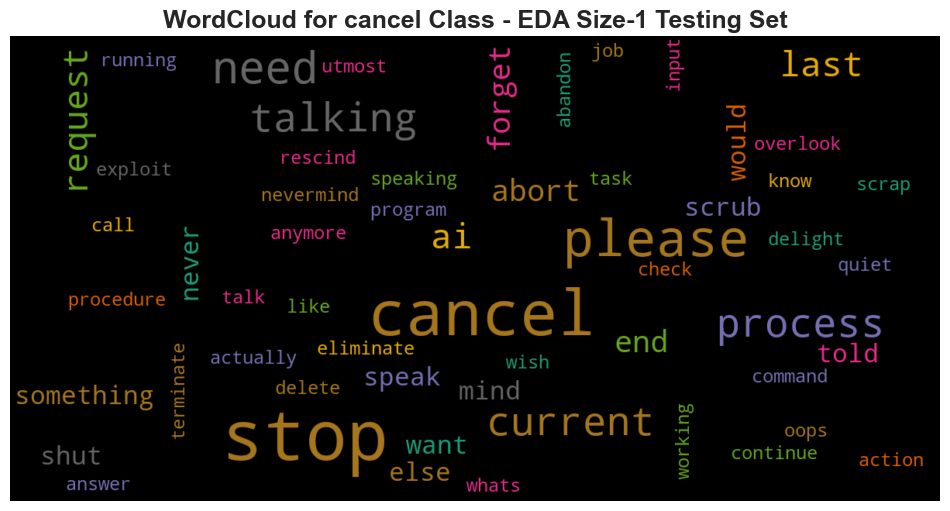 WordCloud for cancel Class - EDA Size-1 Testing Set
request
running
need
utmost
forget
abandon
job
input
last
talking
would
overlook
exploit
rescind
speaking
nevermind
program
abort
task
scrub
know
scrap
call
never
anymore
ai
please
delight
check
quiet
procedure
talk
like
cancel
process
end
told
actually
eliminate
wish
something
terminate
delete
speak
mind
command
stop
current
want
else
working
oops
continue
action
shut
answer
whats